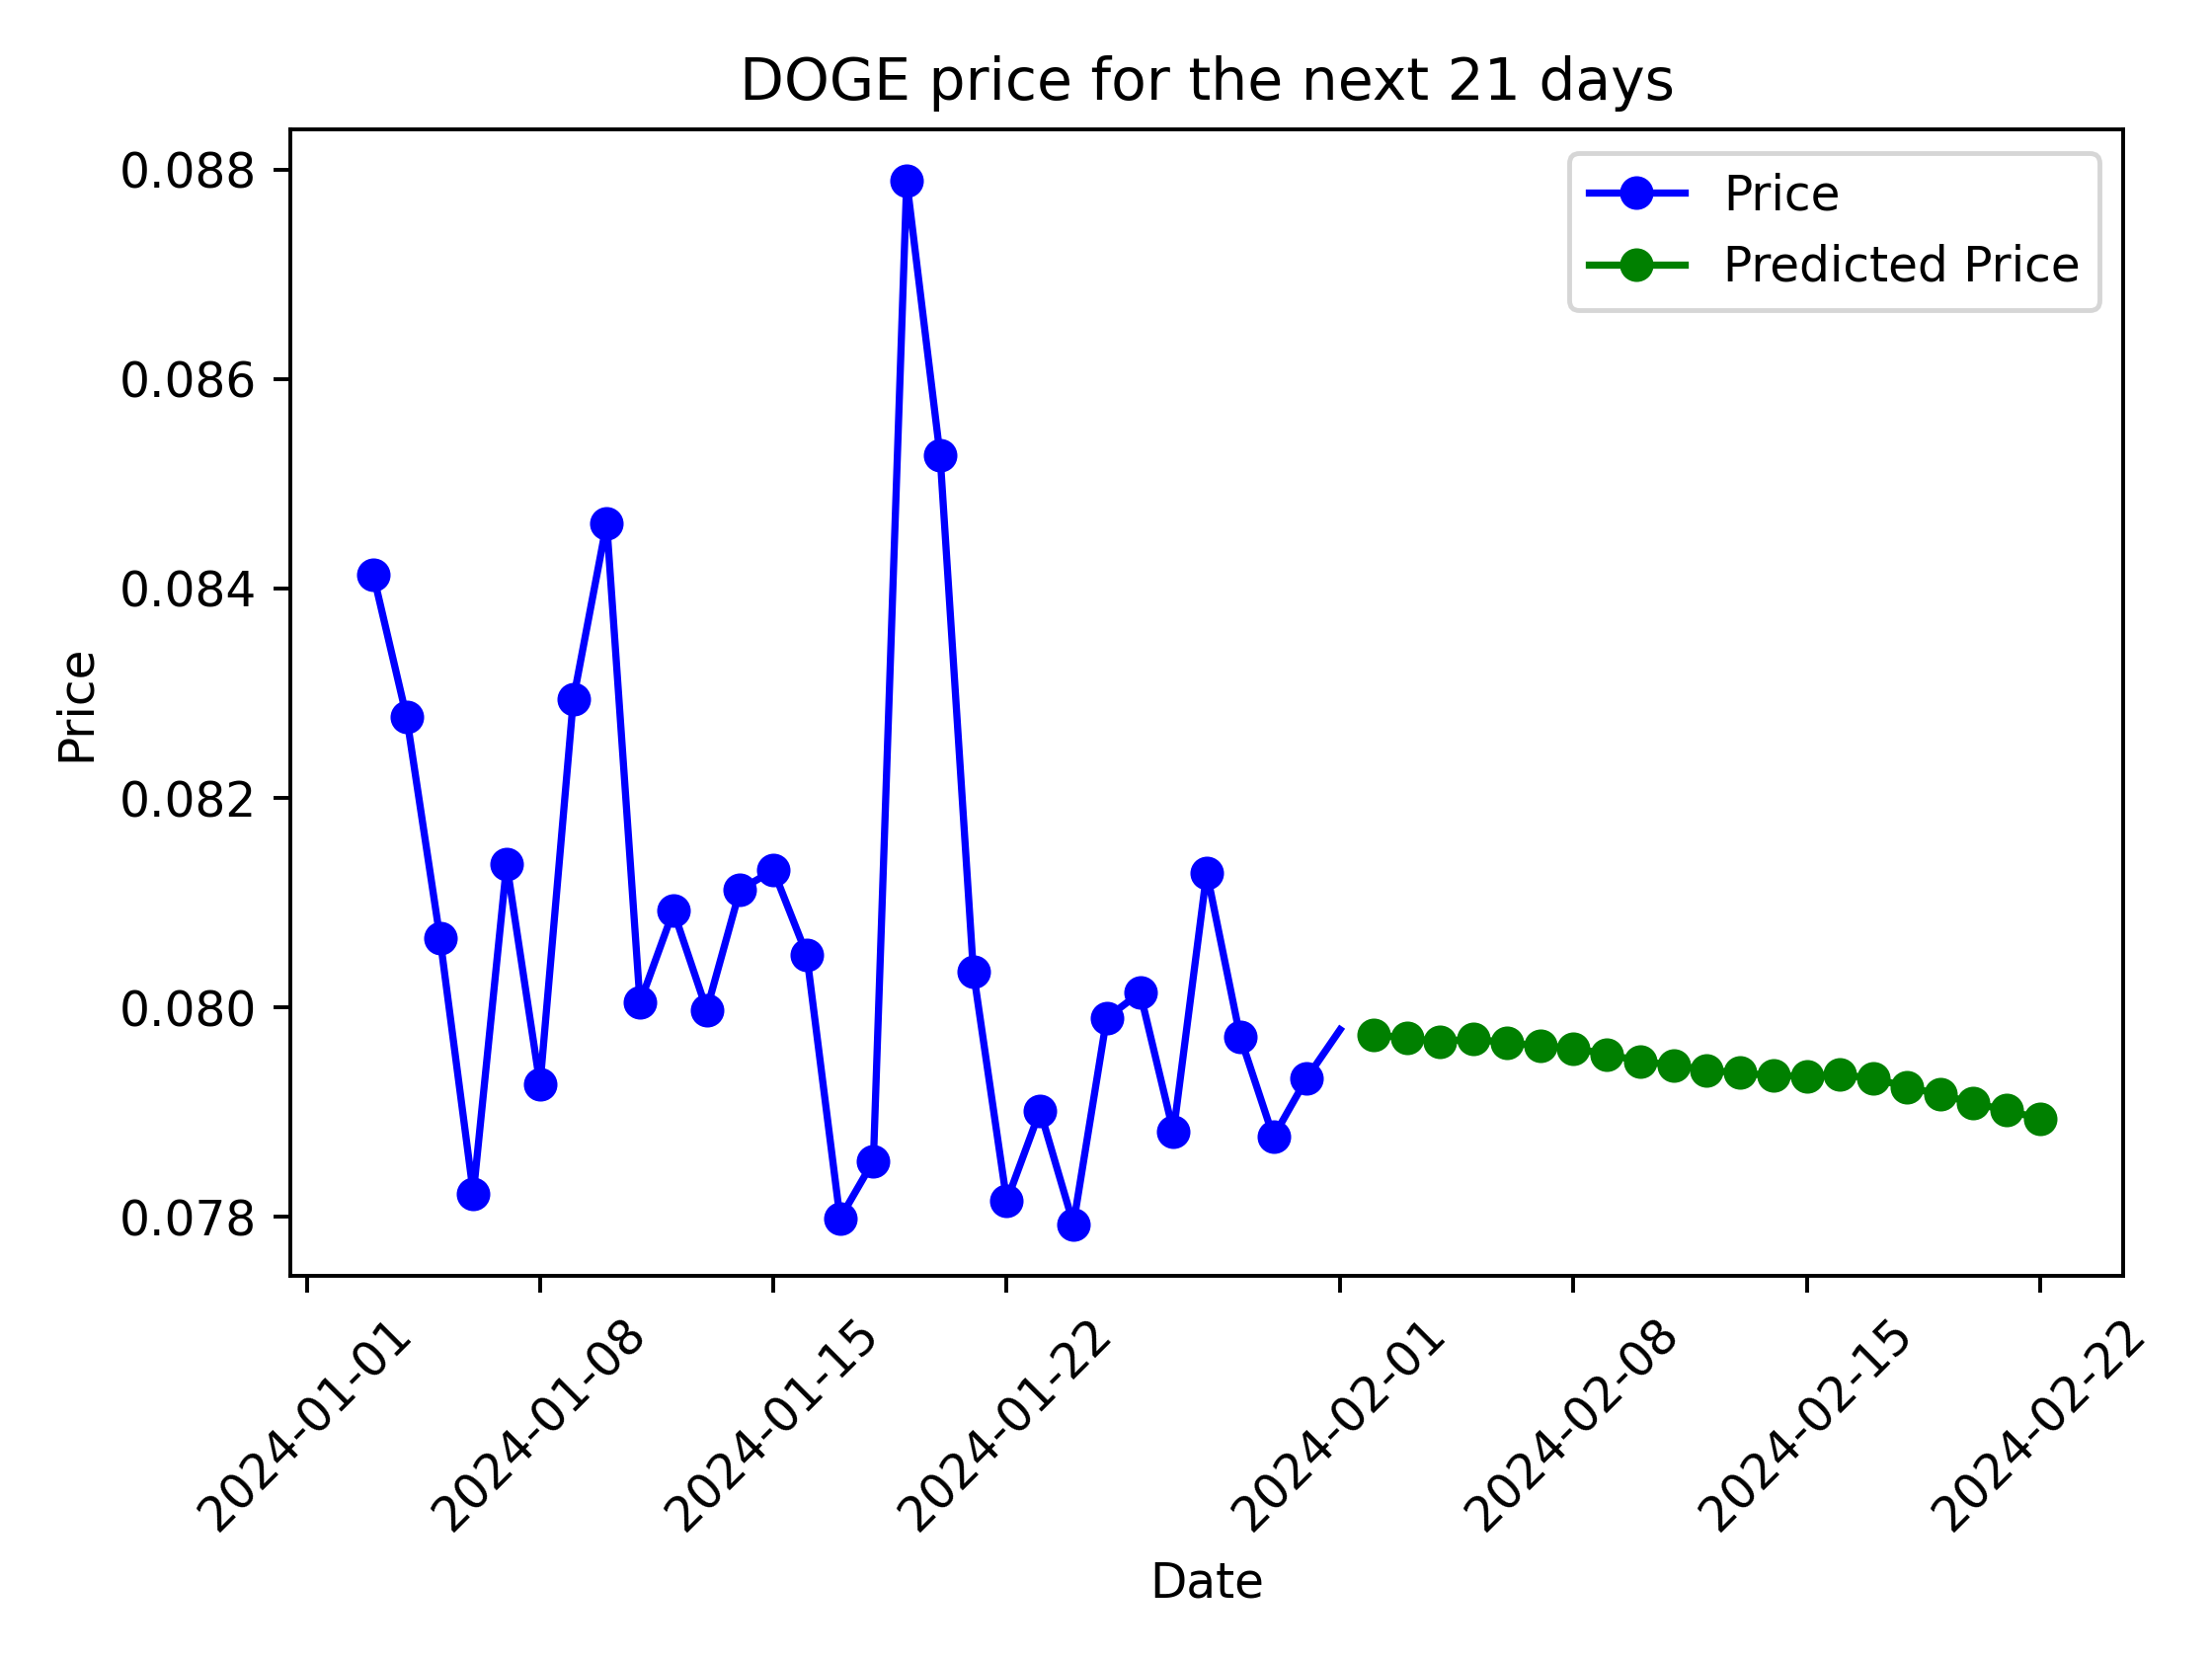 DOGE price for the next 21 days
Price
Predicted Price
0.088
0.086
0.084
0.082
0.080
0.078
Price
2024-01-01
2024-01-08
2024-01-15
2024-01-22
2024-02-01
2024-02-08
2024-02-15
2024-02-22
Date